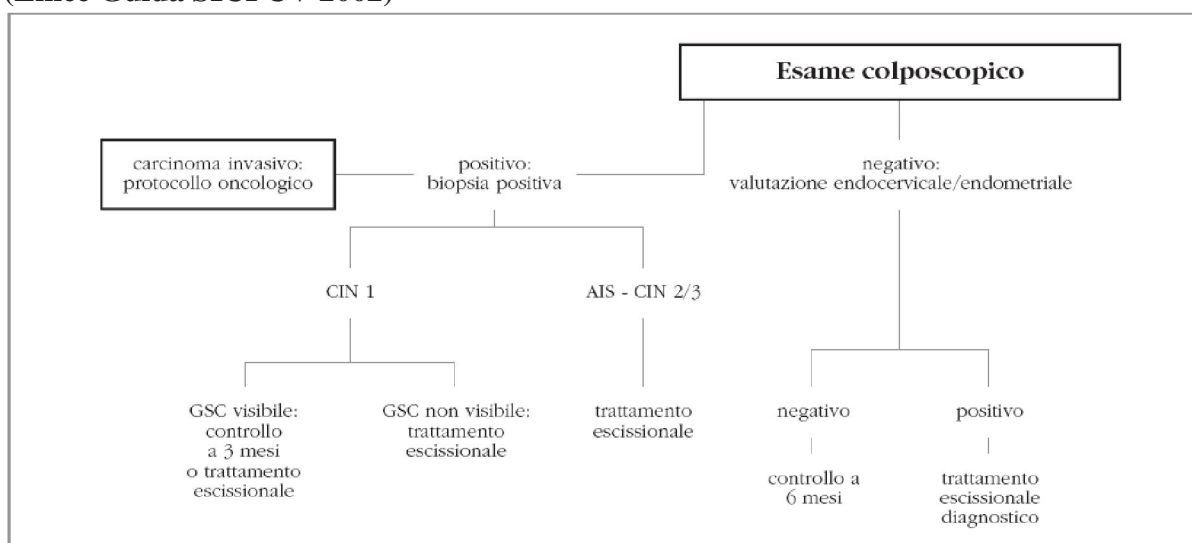 Esame colposcopico
carcinoma invasivo:
protocollo oncologico
positivo:
biopsia positiva
negativo:
valutazione endocervicale/endometriale
CIN 1
AIS - CIN 2/3
GSC visibile:
controllo
a 3 mesi
o trattamento
escissionale
GSC non visibile:
trattamento
escissionale
trattamento
escissionale
negativo
positivo
controllo a
6 mesi
trattamento
escissionale
diagnostico